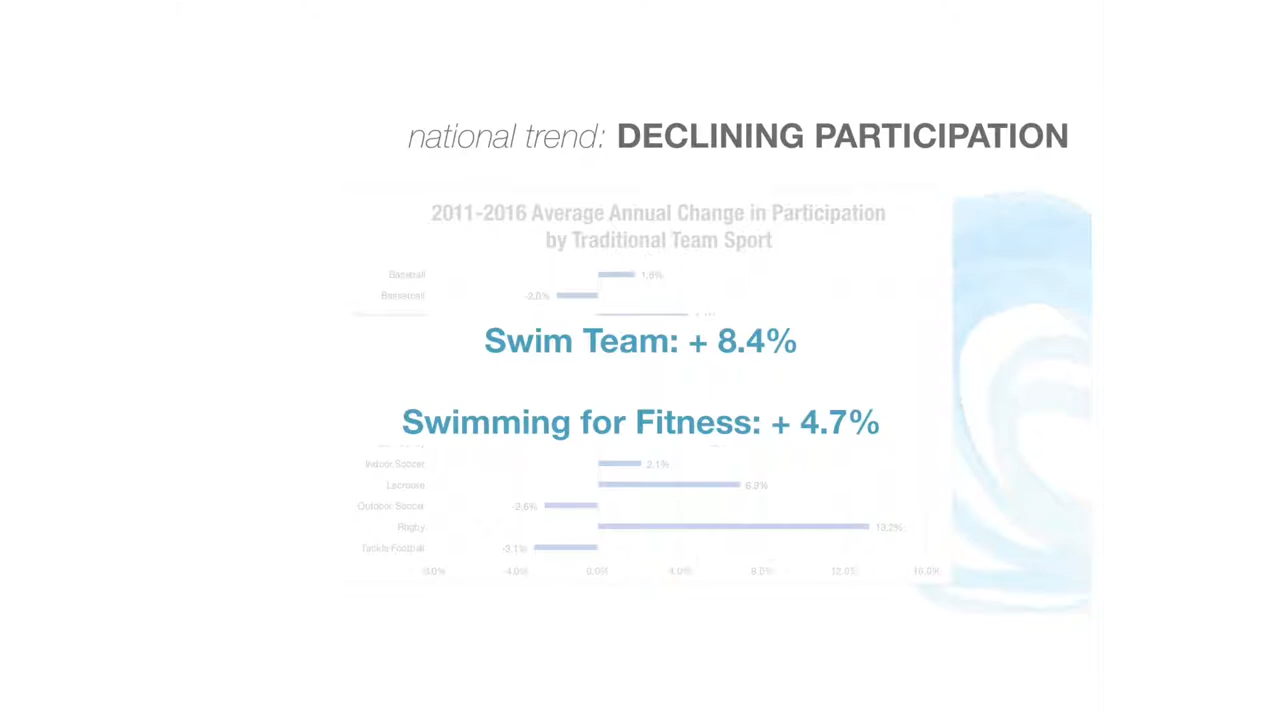 national trend: DECLINING PARTICIPATION
2011-2016 Average Annual Change in Participation
by Traditional Team Sport
Baseball 1.8%
Basketball -2.0%
Swim Team: + 8.4%
Swimming for Fitness: + 4.7%
Indoor Soccer 2.1%
Lacrosse 6.9%
Outdoor Soccer -2.6%
Rugby 13.2%
Tackle Football -3.1%
-4.0% 0.0% 4.0% 8.0% 12.0% 16.0%